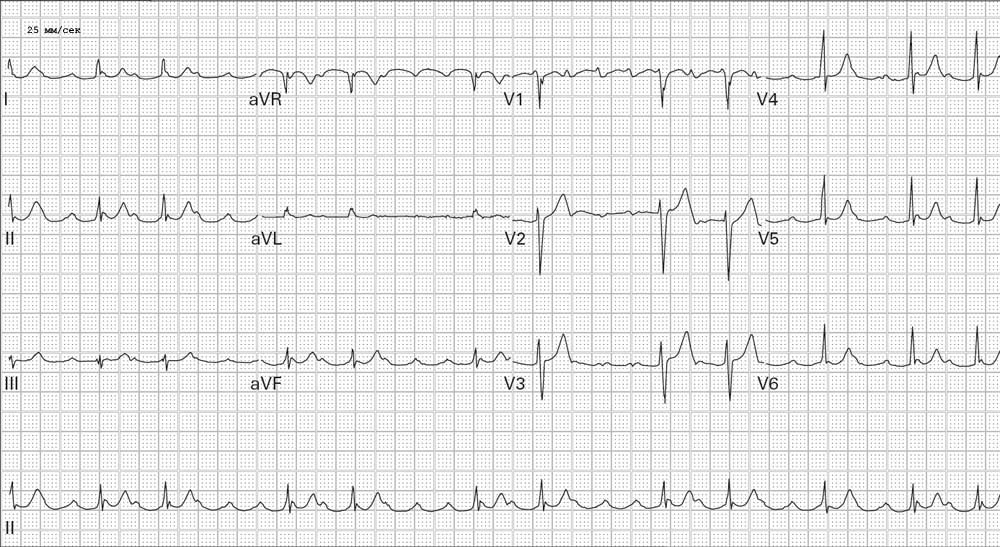 25 мм/сек
I aVR V1 V4
II aVL V2 V5
III aVF V3 V6
II